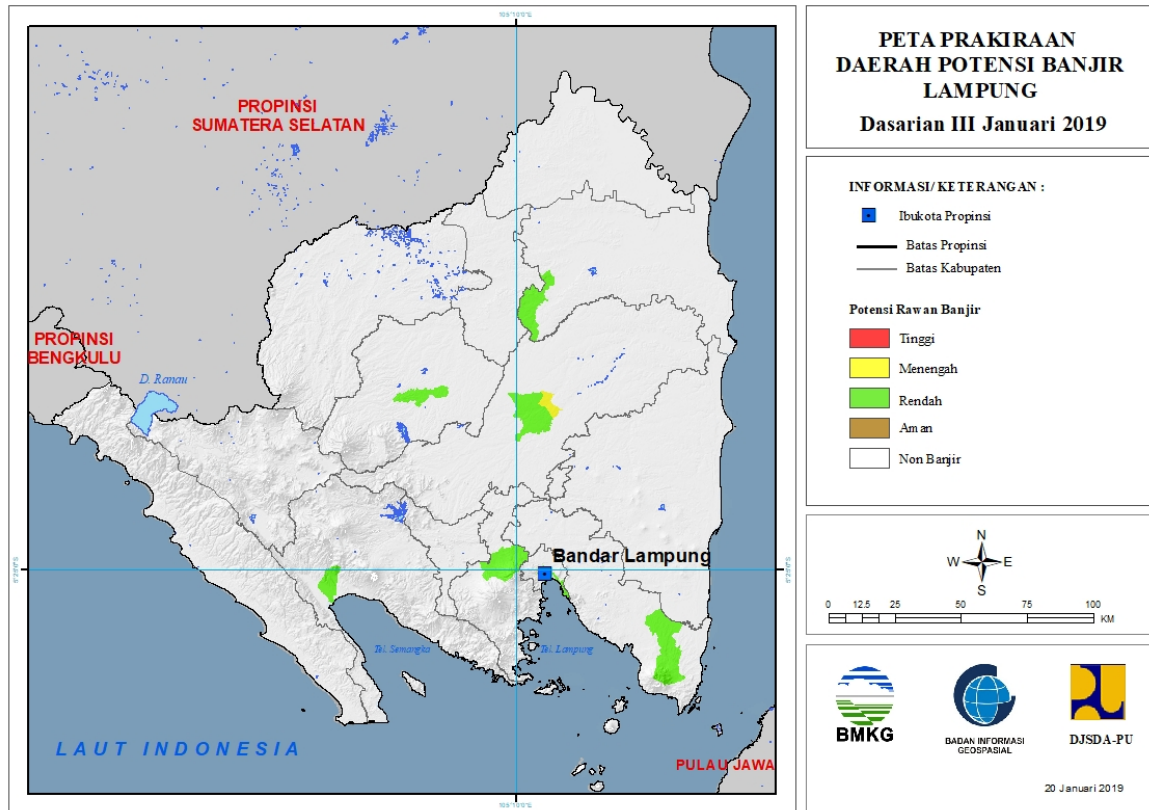 PROPINSI
SUMATERA SELATAN
PROPINSI
BENGKULU
D. Ranau
Bandar Lampung
Tel. Semangka
Tel. Lampung
LAUT INDONESIA
PULAU JAWA
PETA PRAKIRAAN
DAERAH POTENSI BANJIR
LAMPUNG
Dasarian III Januari 2019
INFORMASI/ KETERANGAN :
Ibukota Propinsi
Batas Propinsi
Batas Kabupaten
Potensi Rawan Banjir
Tinggi
Menengah
Rendah
Aman
Non Banjir
N
W E
S
0 12.5 25 50 75 100
KM
BMKG
BADAN INFORMASI
GEOSPASIAL
DJSDA-PU
20 Januari 2019